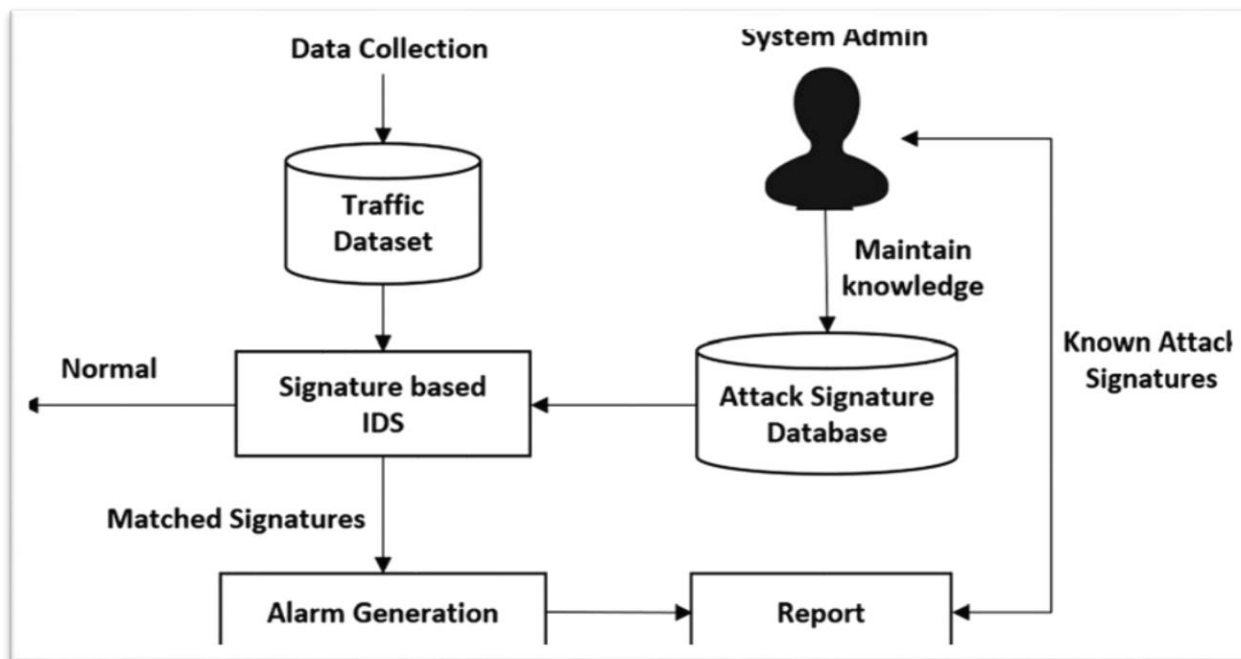 Data Collection
System Admin
Traffic
Dataset
Maintain
knowledge
Normal
Signature based
IDS
Attack Signature
Database
Known Attack
Signatures
Matched Signatures
Alarm Generation
Report